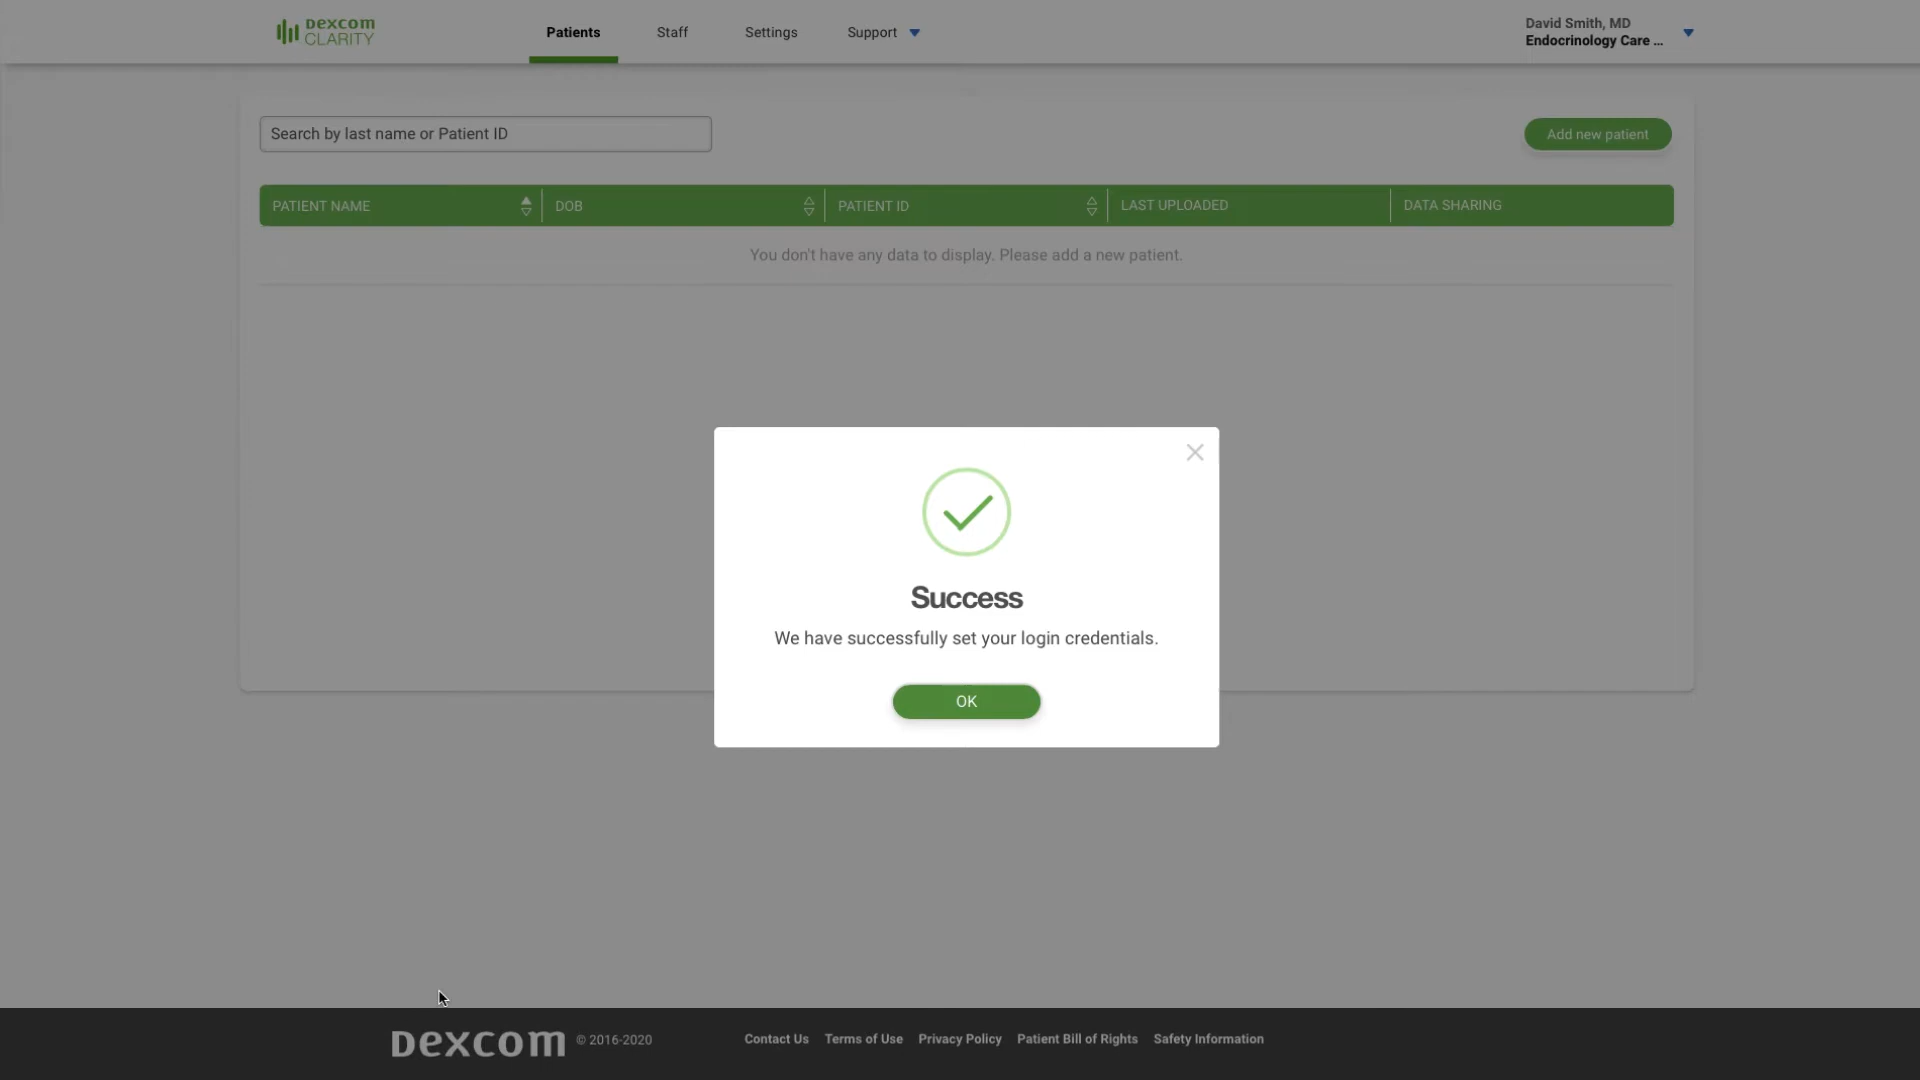 Dexcom
CLARITY
Patients
Staff
Settings
Support
David Smith, MD
Endocrinology Care ...
Search by last name or Patient ID
Add new patient
PATIENT NAME
DOB
PATIENT ID
LAST UPLOADED
DATA SHARING
You don't have any data to display. Please add a new patient.
Success
We have successfully set your login credentials.
OK
Dexcom © 2016-2020 Contact Us Terms of Use Privacy Policy Patient Bill of Rights Safety Information